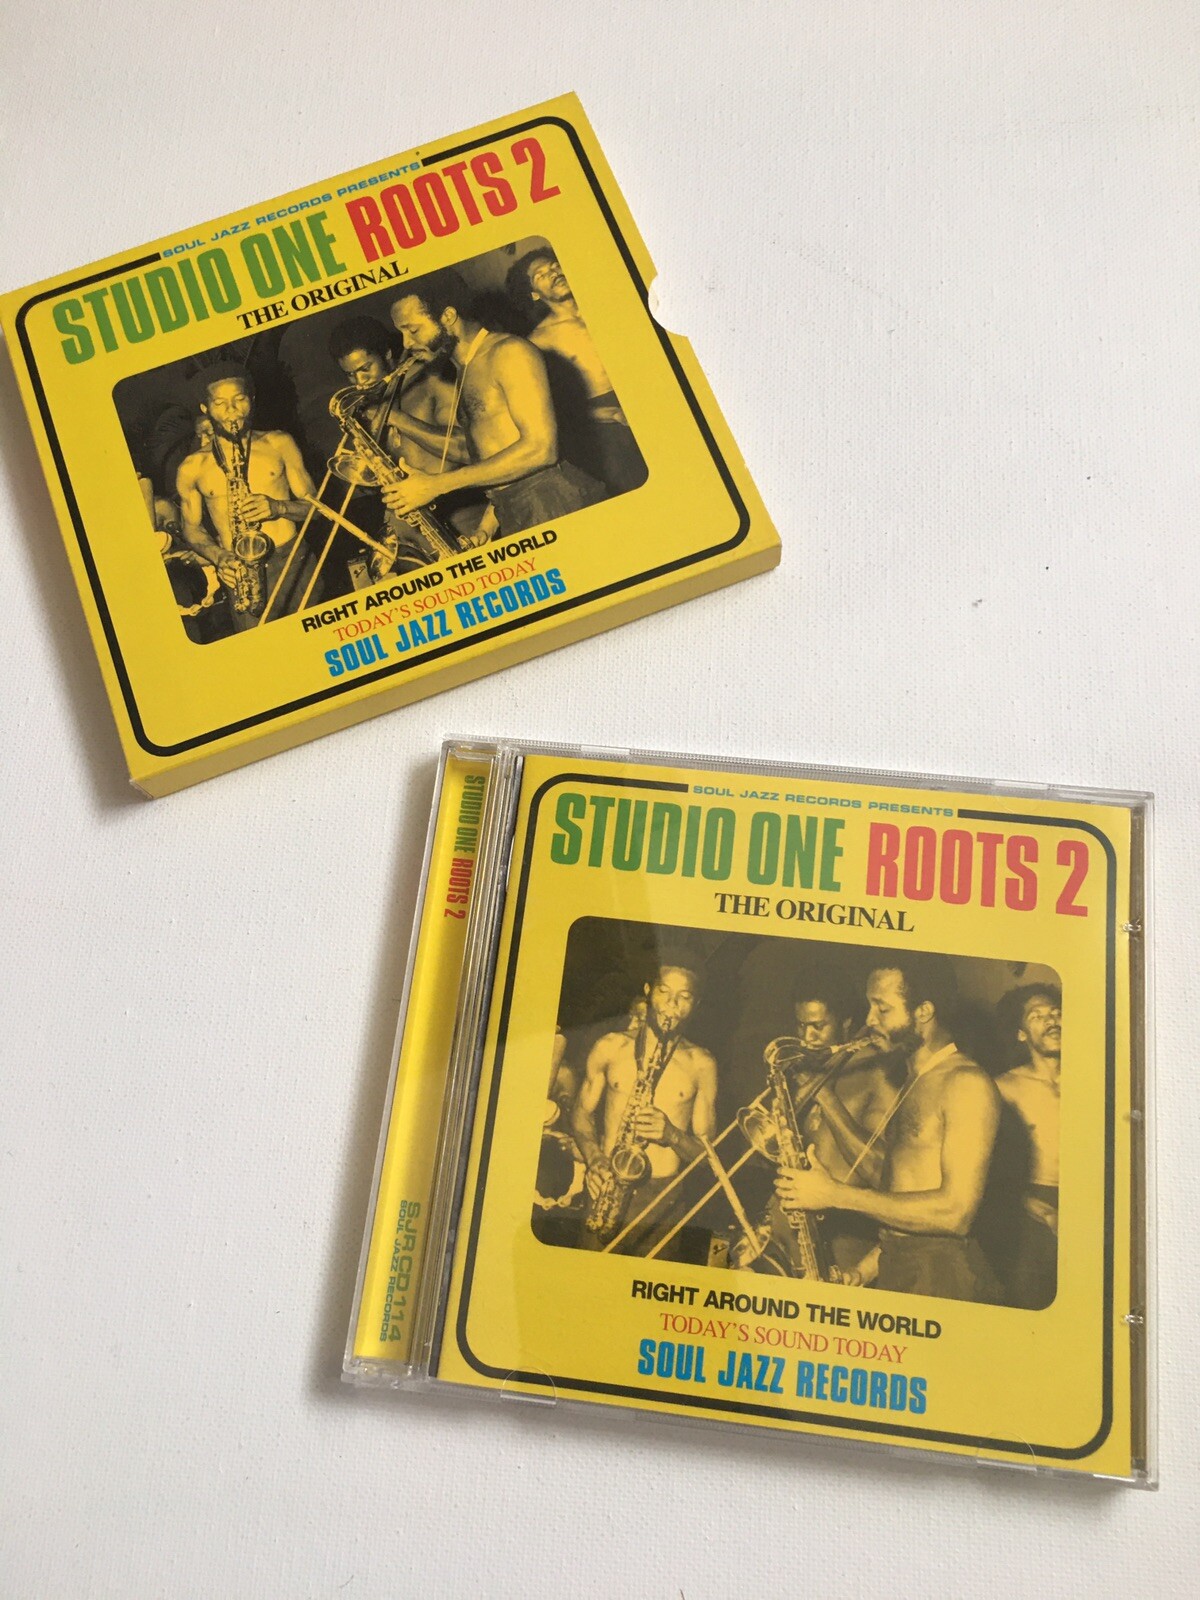 SOUL JAZZ RECORDS PRESENTS
STUDIO ONE ROOTS 2
THE ORIGINAL
RIGHT AROUND THE WORLD
TODAY'S SOUND TODAY
SOUL JAZZ RECORDS
STUDIO ONE ROOTS 2
SJR CD114
SOUL JAZZ RECORDS
SOUL JAZZ RECORDS PRESENTS
STUDIO ONE ROOTS 2
THE ORIGINAL
RIGHT AROUND THE WORLD
TODAY'S SOUND TODAY
SOUL JAZZ RECORDS